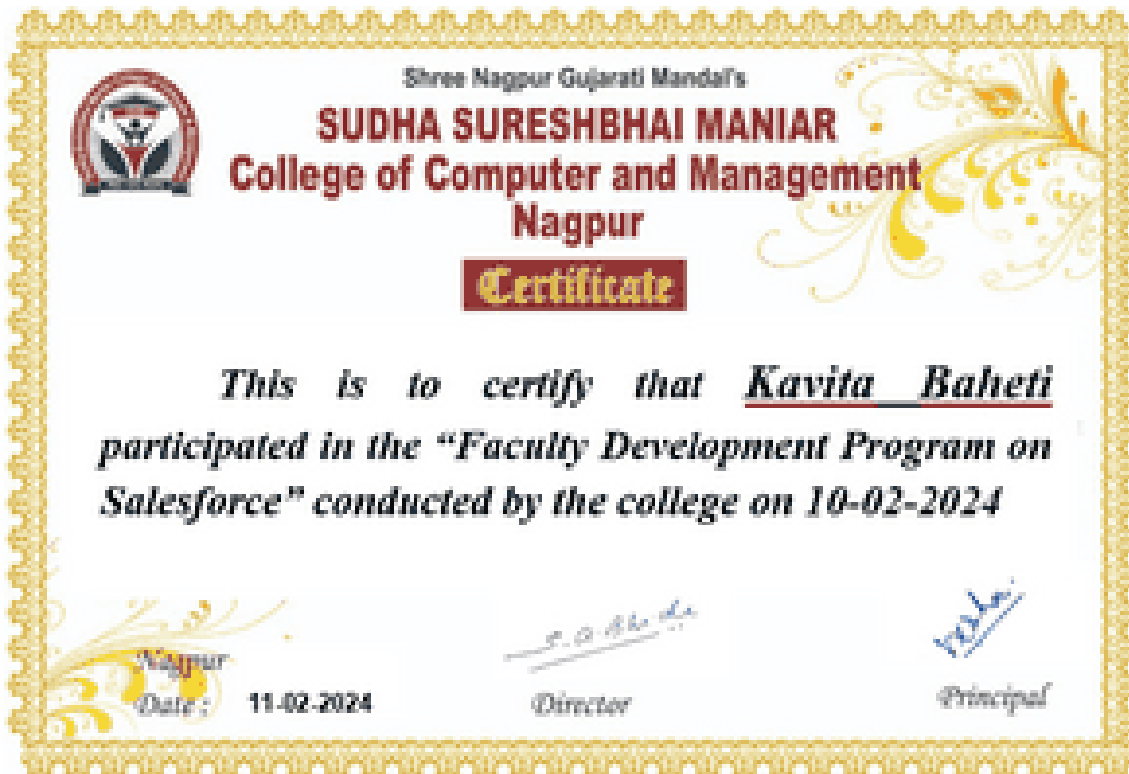 Shree Nagpur Gujarati Mandal's
SUDHA SURESHBHAI MANIAR
College of Computer and Management
Nagpur
Certificate
This is to certify that Kavita Baheti
participated in the “Faculty Development Program on
Salesforce” conducted by the college on 10-02-2024
Nagpur
Date : 11-02-2024
Director
Principal